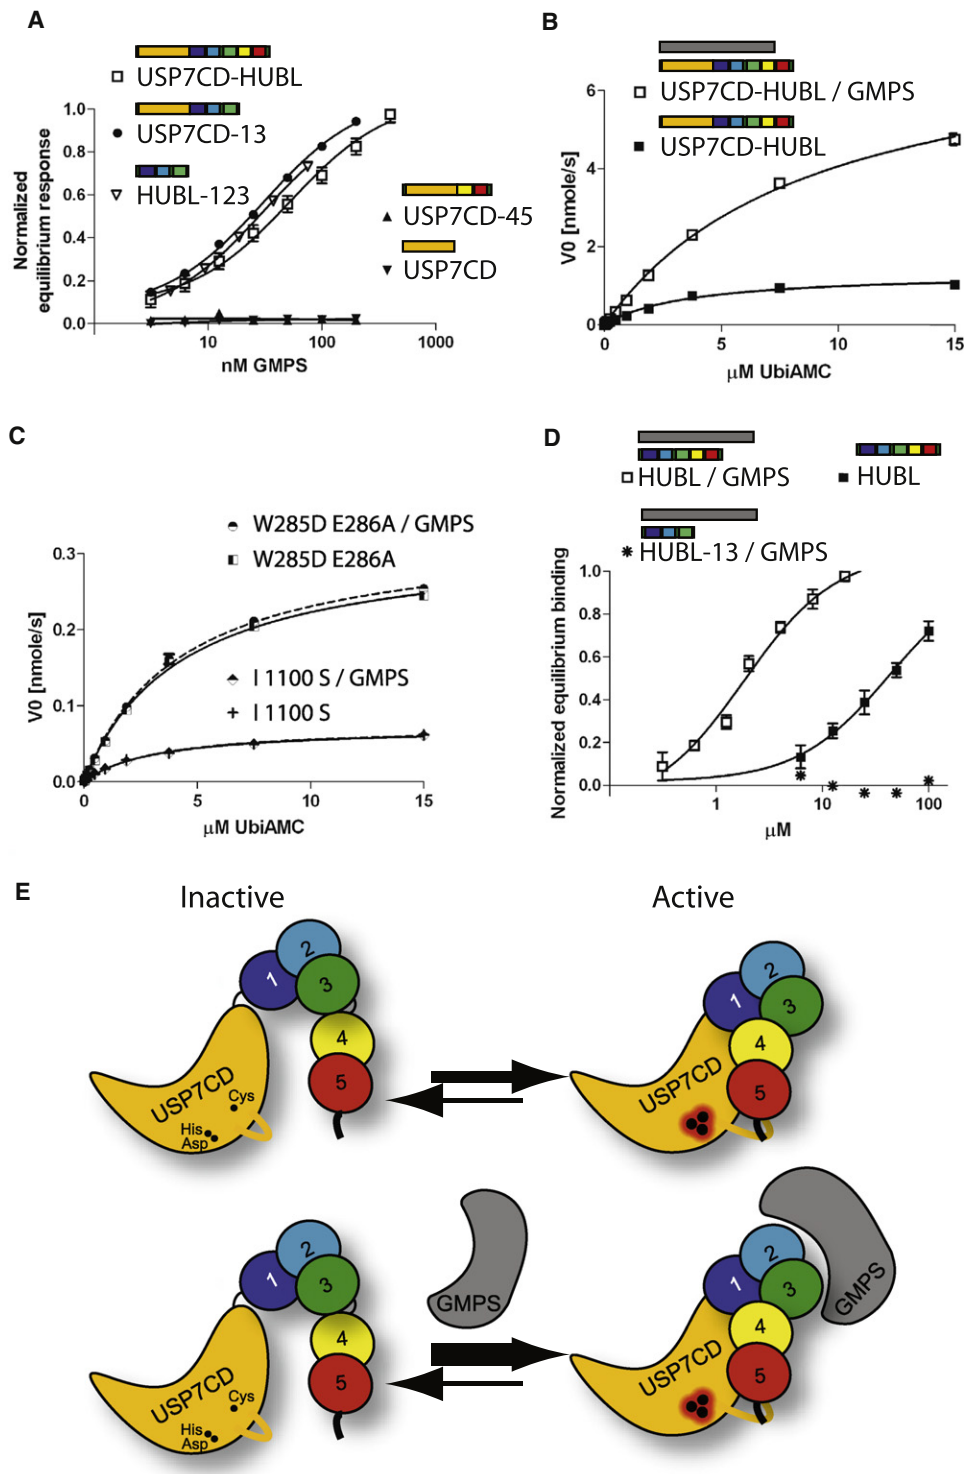 A
USP7CD-HUBL
USP7CD-13
HUBL-123
USP7CD-45
USP7CD
Normalized
equilibrium response
1.0
0.8
0.6
0.4
0.2
0.0
10
100
1000
nM GMPS
B
USP7CD-HUBL / GMPS
USP7CD-HUBL
V0 [nmole/s]
6
4
2
0
0
5
10
15
μM UbiAMC
C
W285D E286A / GMPS
W285D E286A
I 1100 S / GMPS
I 1100 S
V0 [nmole/s]
0.3
0.2
0.1
0.0
0
5
10
15
μM UbiAMC
D
HUBL / GMPS
HUBL
HUBL-13 / GMPS
Normalized equilibrium binding
1.0
0.8
0.6
0.4
0.2
0.0
1
10
100
μM
E
Inactive
Active
1
2
3
4
5
USP7CD
Cys
His
Asp
1
2
3
4
5
USP7CD
1
2
3
4
5
USP7CD
Cys
His
Asp
GMPS
1
2
3
4
5
USP7CD
GMPS